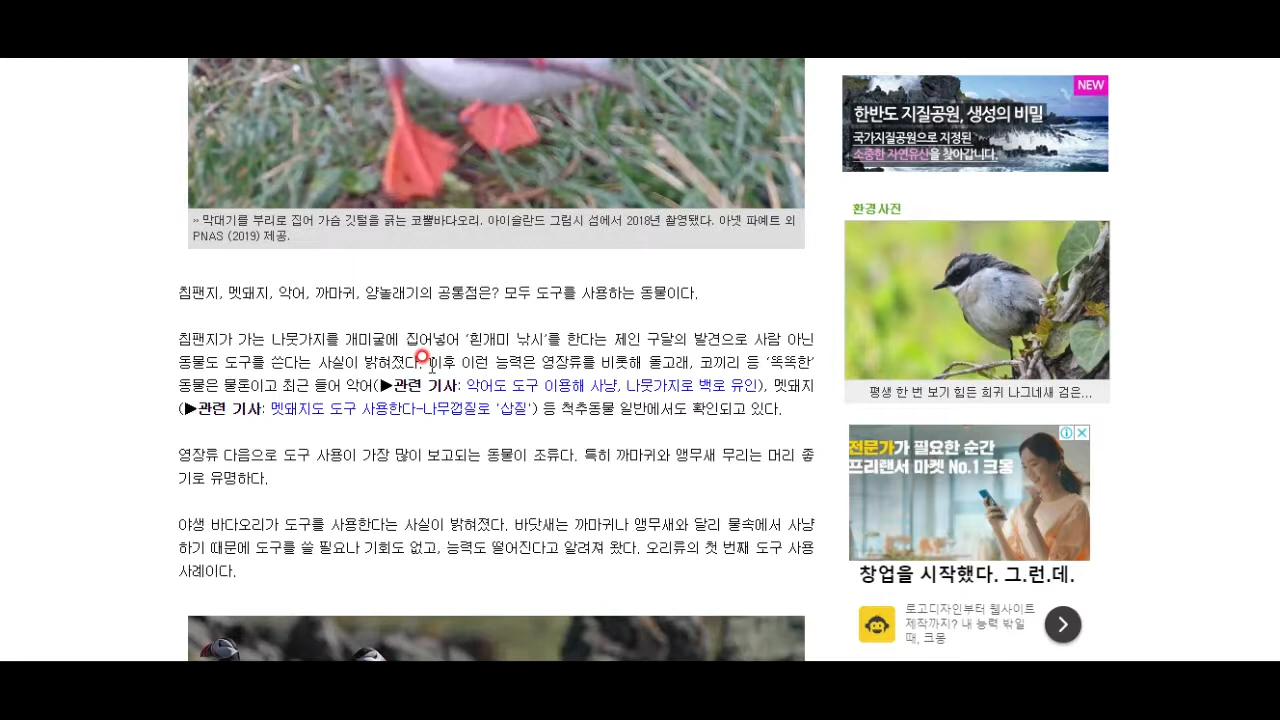 » 막대기를 부리로 집어 가슴 깃털을 긁는 코뿔바다오리. 아이슬란드 그림시 섬에서 2018년 촬영됐다. 아넷 파예트 외
PNAS (2019) 제공.
침팬지, 멧돼지, 악어, 까마귀, 양놀래기의 공통점은? 모두 도구를 사용하는 동물이다.
침팬지가 가는 나뭇가지를 개미굴에 집어넣어 '흰개미 낚시'를 한다는 제인 구달의 발견으로 사람 아닌
동물도 도구를 쓴다는 사실이 밝혀졌다. 이후 이런 능력은 영장류를 비롯해 돌고래, 코끼리 등 '똑똑한'
동물은 물론이고 최근 들어 악어(▶관련 기사: 악어도 도구 이용해 사냥, 나뭇가지로 백로 유인), 멧돼지
(▶관련 기사: 멧돼지도 도구 사용한다-나무껍질로 '삽질') 등 척추동물 일반에서도 확인되고 있다.
영장류 다음으로 도구 사용이 가장 많이 보고되는 동물이 조류다. 특히 까마귀와 앵무새 무리는 머리 좋
기로 유명하다.
야생 바다오리가 도구를 사용한다는 사실이 밝혀졌다. 바닷새는 까마귀나 앵무새와 달리 물속에서 사냥
하기 때문에 도구를 쓸 필요나 기회도 없고, 능력도 떨어진다고 알려져 왔다. 오리류의 첫 번째 도구 사용
사례이다.
NEW
한반도 지질공원, 생성의 비밀
국가지질공원으로 지정된
소중한 자연유산을 찾아갑니다.
환경사진
평생 한 번 보기 힘든 희귀 나그네새 검은...
전문가가 필요한 순간
프리랜서 마켓 No.1 크몽
창업을 시작했다. 그.런.데.
로고디자인부터 웹사이트
제작까지? 내 능력 밖일
때, 크몽